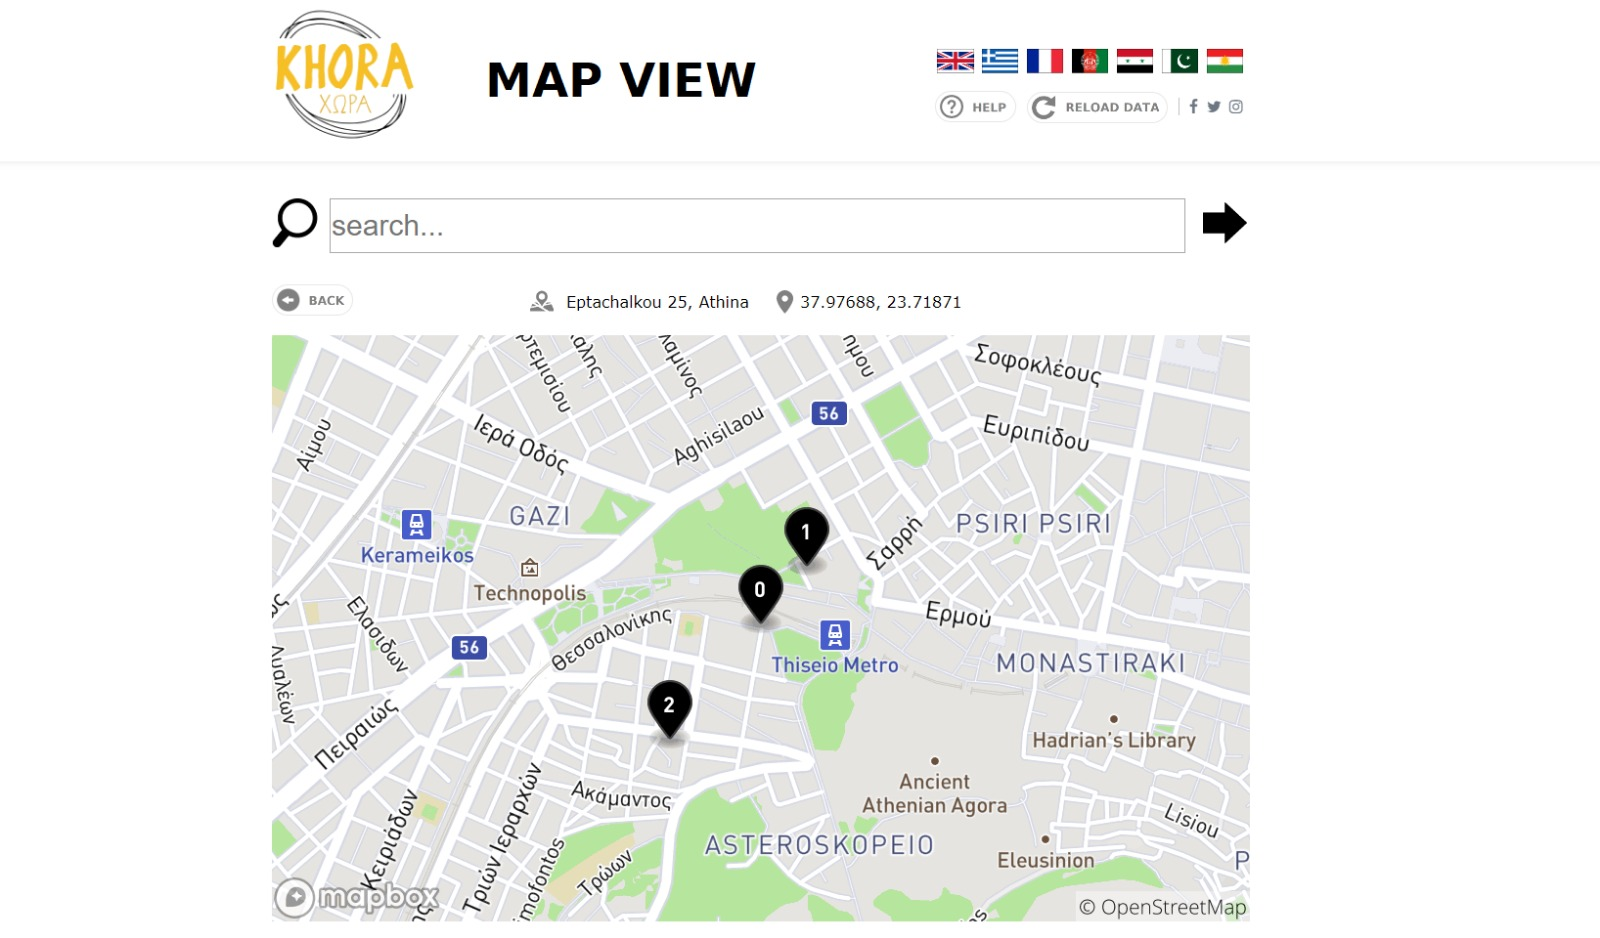 KHORA
ΧΩΡΑ
MAP VIEW
HELP
RELOAD DATA
search...
BACK
Eptachalkou 25, Athina
37.97688, 23.71871
Σοφοκλέους
56
Aghisilaou
Ιερά Οδός
Ευριπίδου
Αίμου
GAZI
1
PSIRI PSIRI
Σαρρή
Kerameikos
Technopolis
0
Ερμού
Ελασιδων
Θεσσαλονίκης
56
Thiseio Metro
MONASTIRAKI
2
Πειραιώς
Hadrian's Library
Ancient
Athenian Agora
Ακάμαντος
Lisiou
Κειριάδων
Τριών Ιεραρχών
ASTEROSKOPEIO
Eleusinion
Τρώων
mapbox
© OpenStreetMap